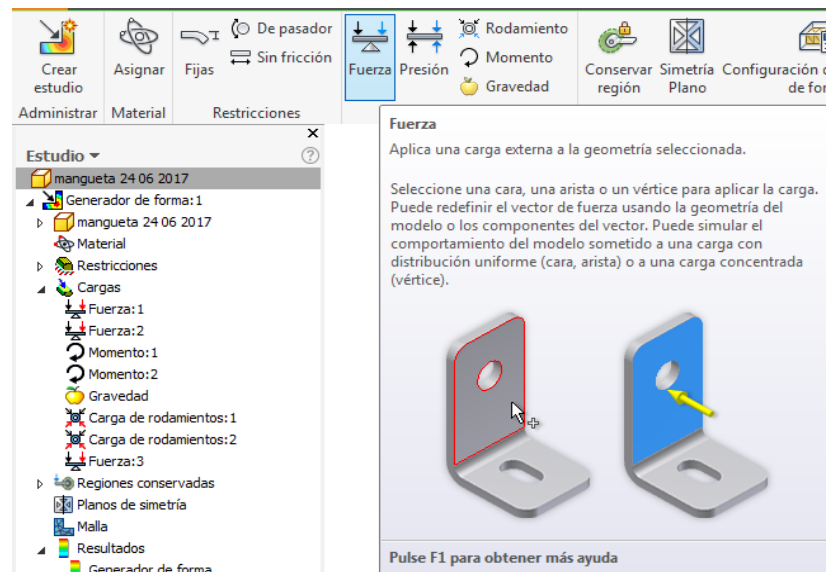 Crear estudio
Asignar
Fijas
De pasador
Sin fricción
Fuerza
Presión
Rodamiento
Momento
Gravedad
Conservar región
Simetría Plano
Configuración
de for
Administrar
Material
Restricciones
Estudio
mangueta 24 06 2017
Generador de forma:1
mangueta 24 06 2017
Material
Restricciones
Cargas
Fuerza:1
Fuerza:2
Momento:1
Momento:2
Gravedad
Carga de rodamientos:1
Carga de rodamientos:2
Fuerza:3
Regiones conservadas
Planos de simetría
Malla
Resultados
Generador de forma
Fuerza
Aplica una carga externa a la geometría seleccionada.
Seleccione una cara, una arista o un vértice para aplicar la carga.
Puede redefinir el vector de fuerza usando la geometría del
modelo o los componentes del vector. Puede simular el
comportamiento del modelo sometido a una carga con
distribución uniforme (cara, arista) o a una carga concentrada
(vértice).
Pulse F1 para obtener más ayuda